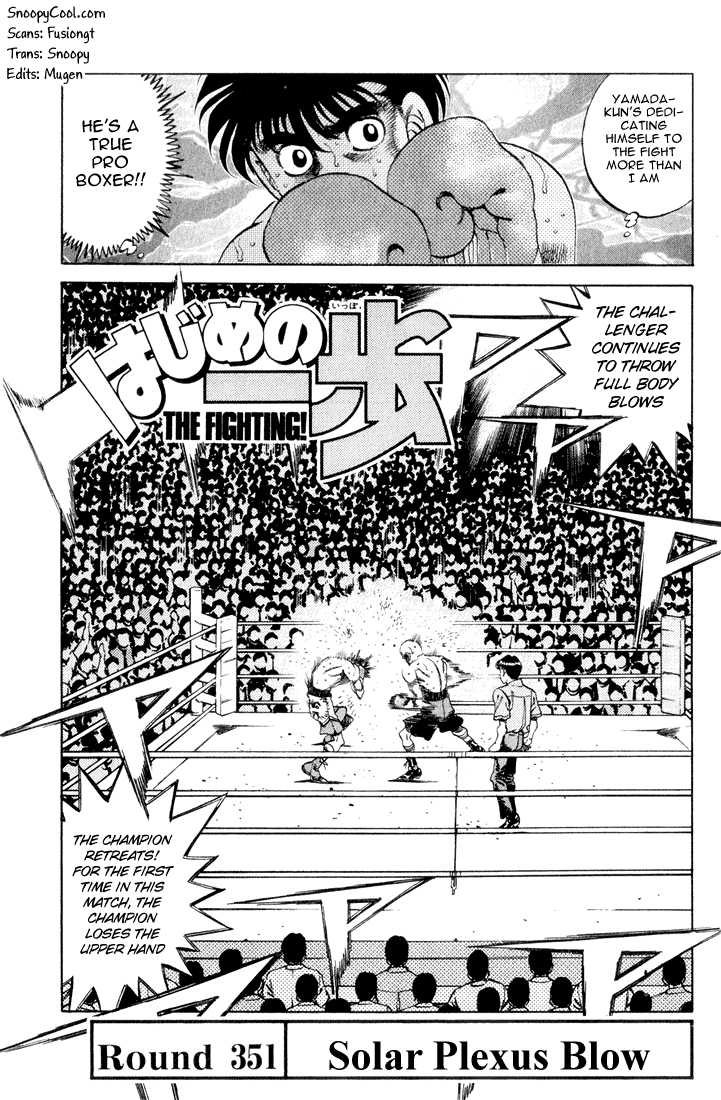 SnoopyCool.com
Scans: Fusiongt
Trans: Snoopy
Edits: Mugen
YAMADA-
KUN'S DEDI-
CATING
HIMSELF TO
THE FIGHT
MORE THAN
I AM
HE'S A
TRUE
PRO
BOXER!!
はじめの
いっぽ
一歩
THE FIGHTING!
THE CHAL-
LENGER
CONTINUES
TO THROW
FULL BODY
BLOWS
THE CHAMPION
RETREATS!
FOR THE FIRST
TIME IN THIS
MATCH, THE
CHAMPION
LOSES THE
UPPER HAND
Round 351
Solar Plexus Blow